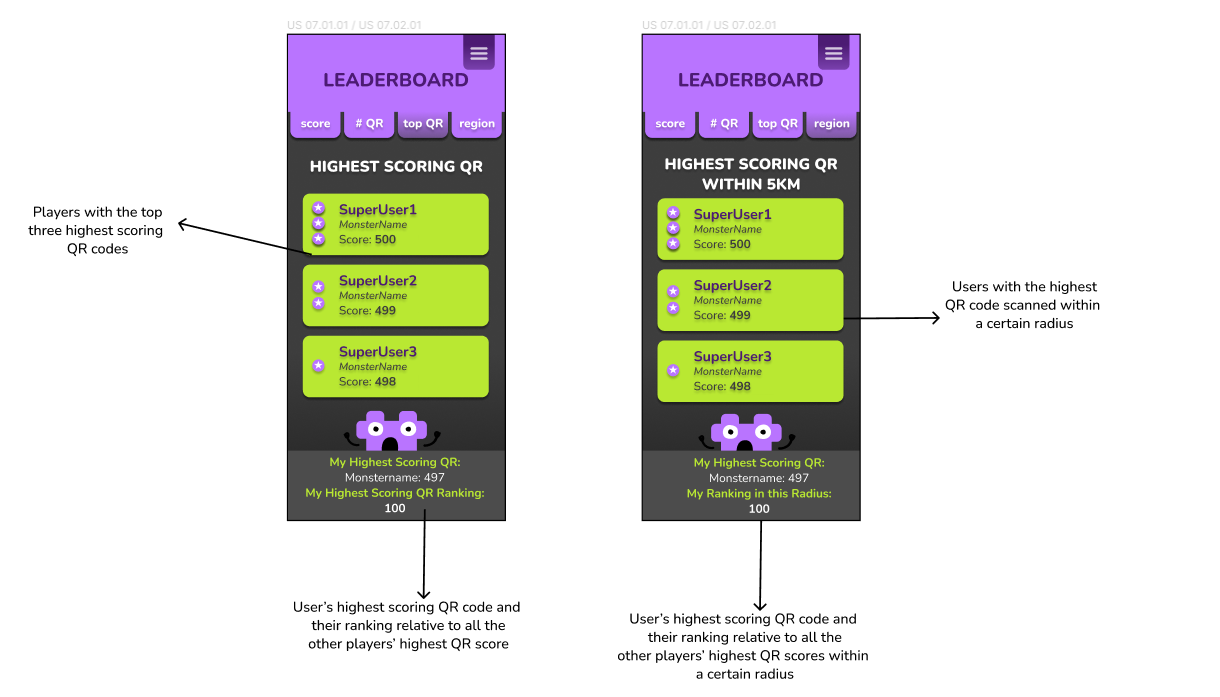 US 07.01.01 / US 07.02.01
LEADERBOARD
score
# QR
top QR
region
HIGHEST SCORING QR
SuperUser1
MonsterName
Score: 500
SuperUser2
MonsterName
Score: 499
SuperUser3
MonsterName
Score: 498
My Highest Scoring QR:
Monstername: 497
My Highest Scoring QR Ranking:
100
Players with the top
three highest scoring
QR codes
User’s highest scoring QR code and
their ranking relative to all the
other players’ highest QR score
US 07.01.01 / US 07.02.01
LEADERBOARD
score
# QR
top QR
region
HIGHEST SCORING QR
WITHIN 5KM
SuperUser1
MonsterName
Score: 500
SuperUser2
MonsterName
Score: 499
SuperUser3
MonsterName
Score: 498
My Highest Scoring QR:
Monstername: 497
My Ranking in this Radius:
100
Users with the highest
QR code scanned within
a certain radius
User’s highest scoring QR code and
their ranking relative to all the
other players’ highest QR scores within
a certain radius